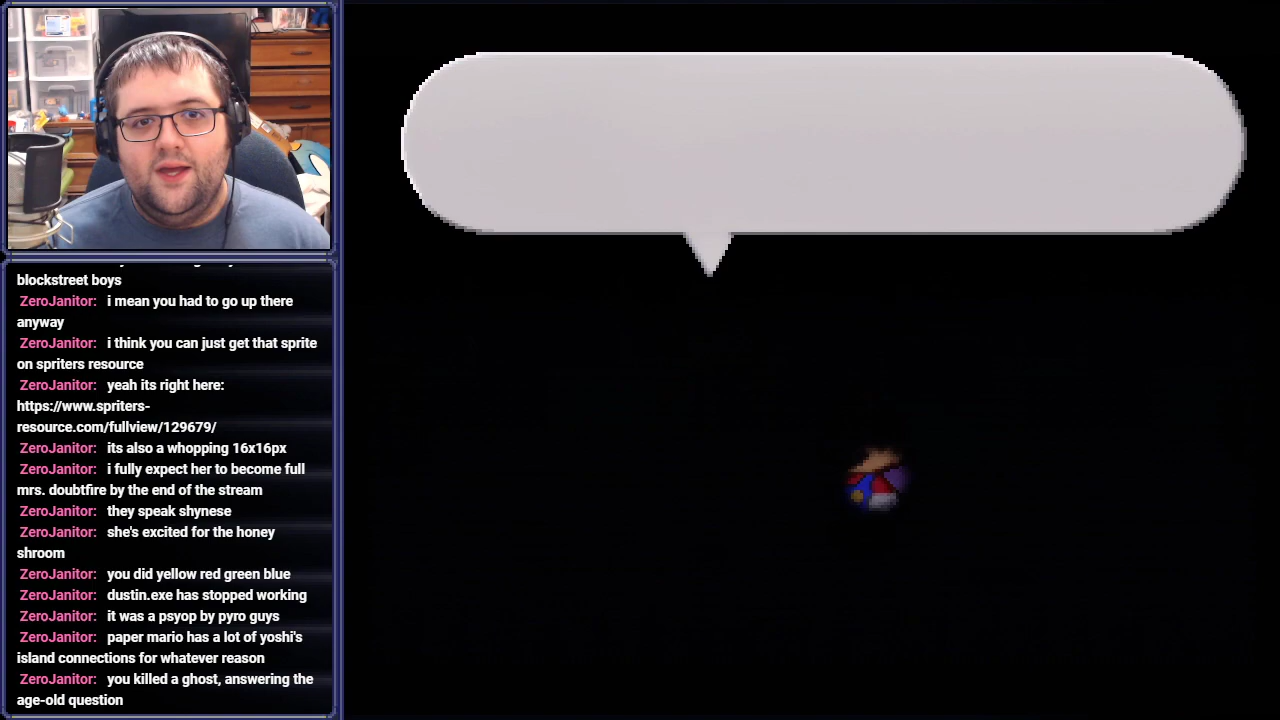 blockstreet boys
ZeroJanitor: i mean you had to go up there
anyway
ZeroJanitor: i think you can just get that sprite
on spriters resource
ZeroJanitor: yeah its right here:
https://www.spriters-
resource.com/fullview/129679/
ZeroJanitor: its also a whopping 16x16px
ZeroJanitor: i fully expect her to become full
mrs. doubtfire by the end of the stream
ZeroJanitor: they speak shynese
ZeroJanitor: she's excited for the honey
shroom
ZeroJanitor: you did yellow red green blue
ZeroJanitor: dustin.exe has stopped working
ZeroJanitor: it was a psyop by pyro guys
ZeroJanitor: paper mario has a lot of yoshi's
island connections for whatever reason
ZeroJanitor: you killed a ghost, answering the
age-old question